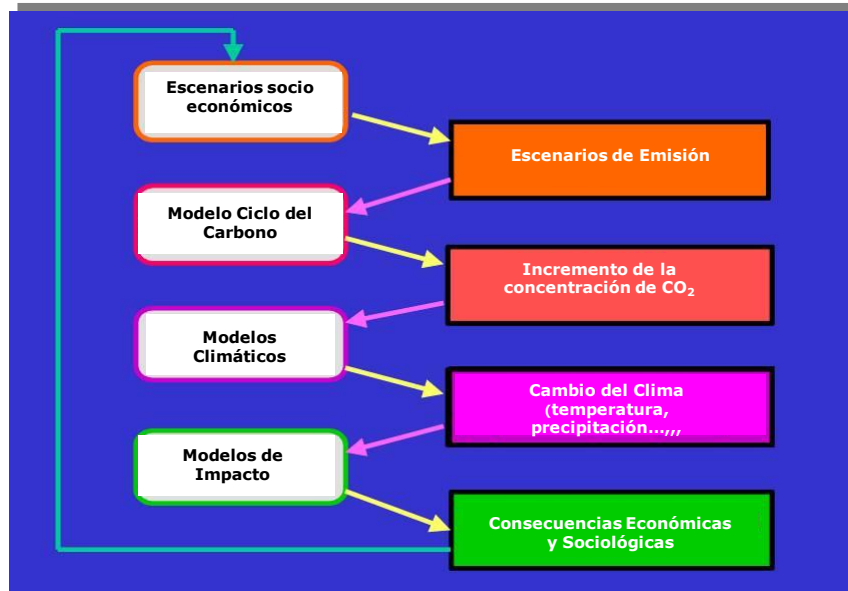 Escenarios socio
económicos
Escenarios de Emisión
Modelo Ciclo del
Carbono
Incremento de la
concentración de CO₂
Modelos
Climáticos
Cambio del Clima
(temperatura,
precipitación...,,,
Modelos de
Impacto
Consecuencias Económicas
y Sociológicas